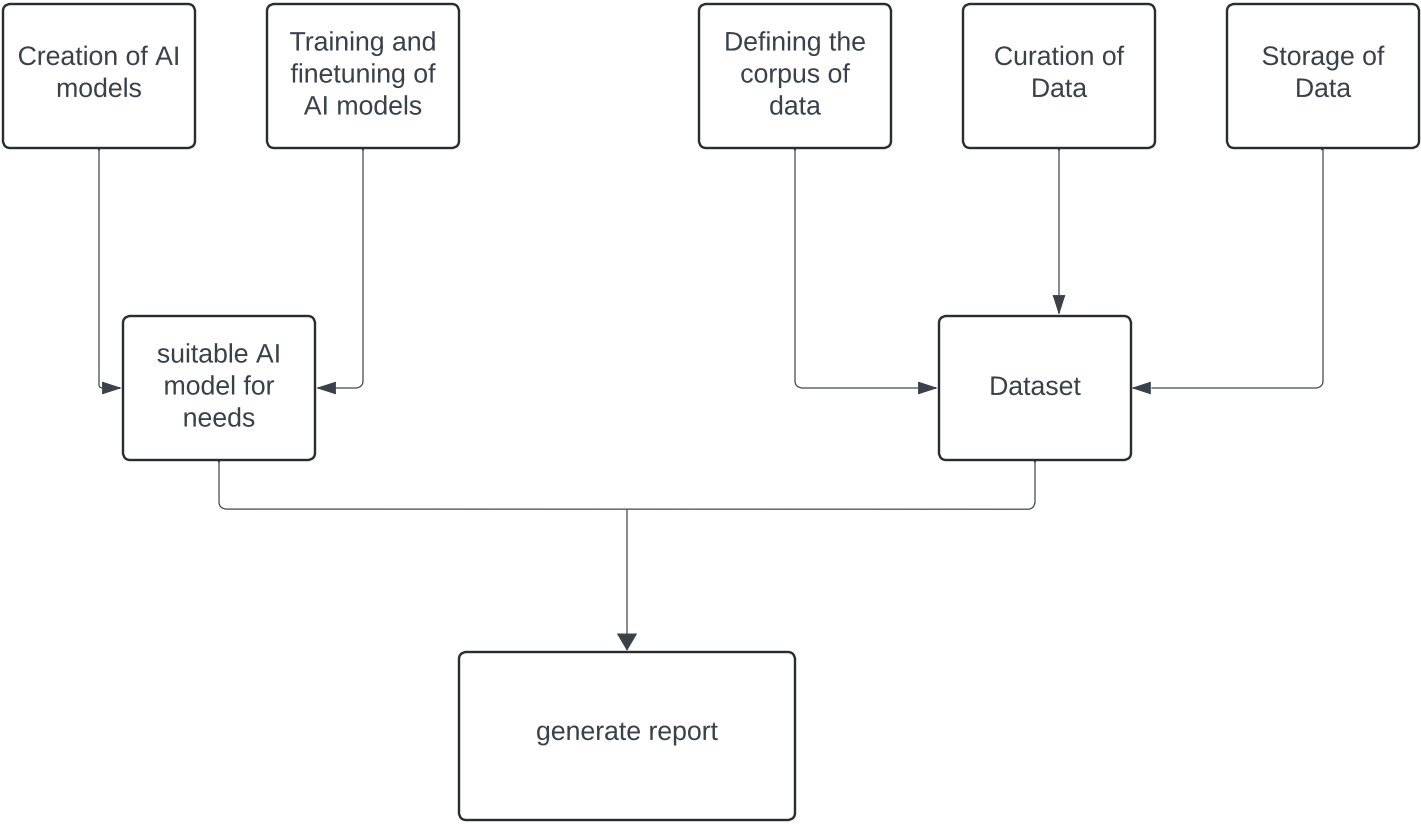 Creation of AI
models
Training and
finetuning of
AI models
Defining the
corpus of
data
Curation of
Data
Storage of
Data
suitable AI
model for
needs
Dataset
generate report